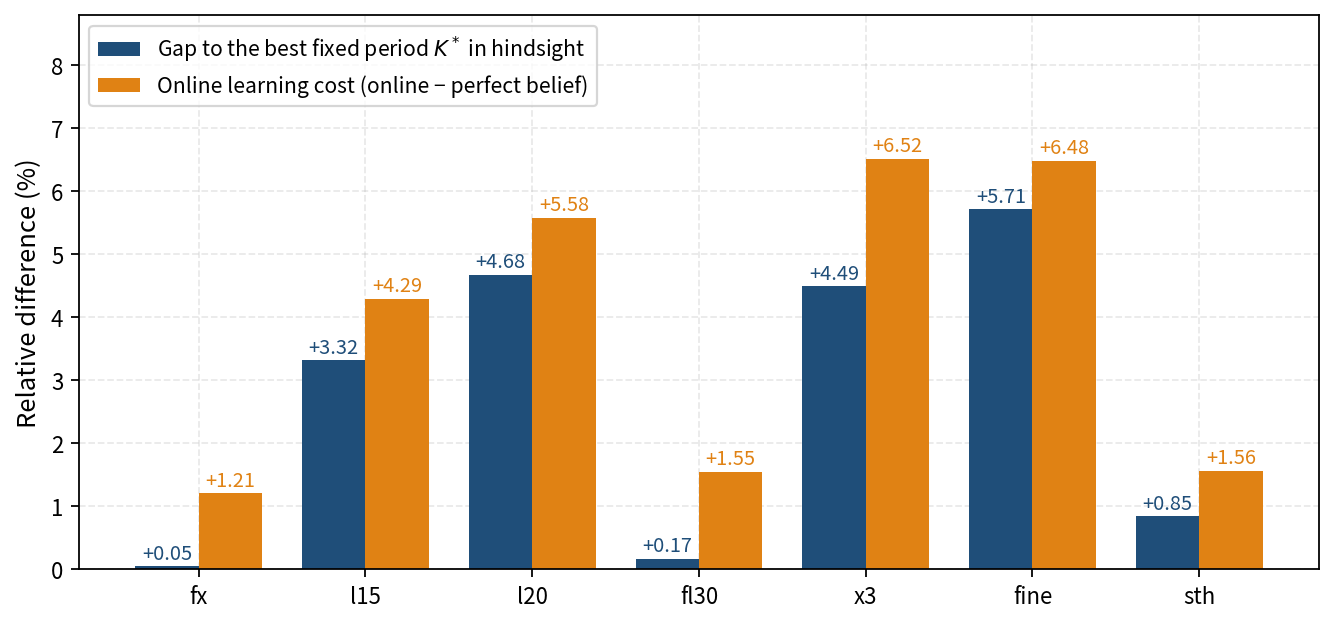 Gap to the best fixed period K* in hindsight
Online learning cost (online − perfect belief)
Relative difference (%)
8
7
6
5
4
3
2
1
0
+0.05
+1.21
+3.32
+4.29
+4.68
+5.58
+0.17
+1.55
+4.49
+6.52
+5.71
+6.48
+0.85
+1.56
fx
l15
l20
fl30
x3
fine
sth